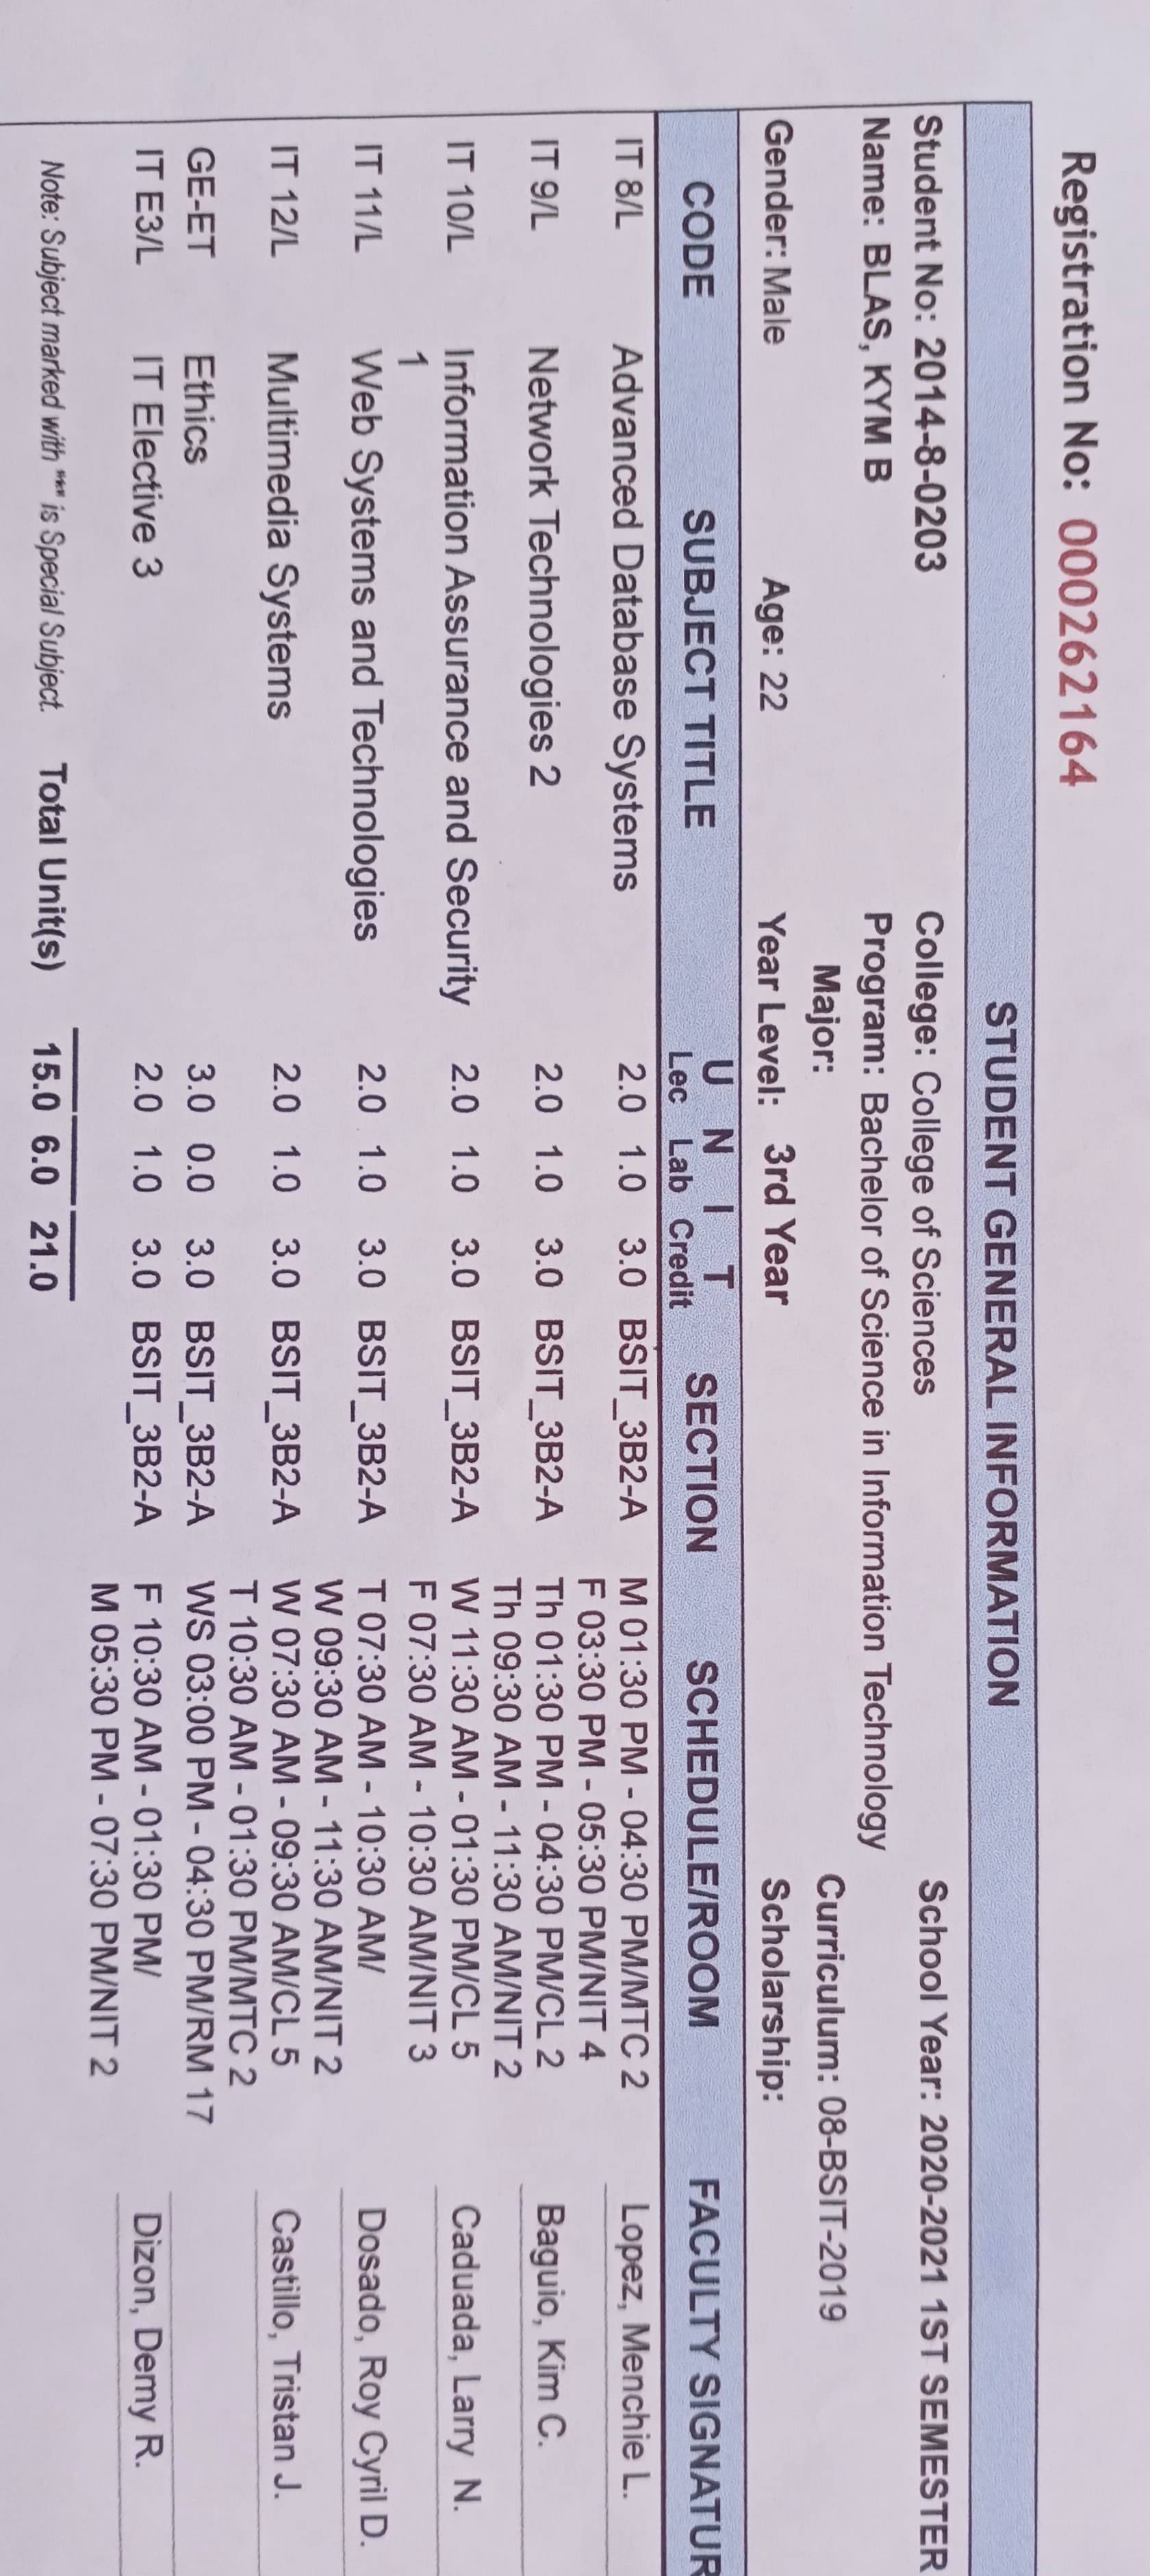 Registration No: 000262164
STUDENT GENERAL INFORMATION
Student No: 2014-8-0203 College: College of Sciences School Year: 2020-2021 1ST SEMESTER
Name: BLAS, KYM B Program: Bachelor of Science in Information Technology
Major: Curriculum: 08-BSIT-2019
Gender: Male Age: 22 Year Level: 3rd Year Scholarship:
CODE SUBJECT TITLE U N I T SECTION SCHEDULE/ROOM FACULTY SIGNATUR
Lec Lab Credit
IT 8/L Advanced Database Systems 2.0 1.0 3.0 BSIT_3B2-A M 01:30 PM - 04:30 PM/MTC 2 Lopez, Menchie L.
F 03:30 PM - 05:30 PM/NIT 4
IT 9/L Network Technologies 2 2.0 1.0 3.0 BSIT_3B2-A Th 01:30 PM - 04:30 PM/CL 2 Baguio, Kim C.
Th 09:30 AM - 11:30 AM/NIT 2
IT 10/L Information Assurance and Security 2.0 1.0 3.0 BSIT_3B2-A W 11:30 AM - 01:30 PM/CL 5 Caduada, Larry N.
1 F 07:30 AM - 10:30 AM/NIT 3
IT 11/L Web Systems and Technologies 2.0 1.0 3.0 BSIT_3B2-A T 07:30 AM - 10:30 AM/ Dosado, Roy Cyril D.
W 09:30 AM - 11:30 AM/NIT 2
IT 12/L Multimedia Systems 2.0 1.0 3.0 BSIT_3B2-A W 07:30 AM - 09:30 AM/CL 5 Castillo, Tristan J.
T 10:30 AM - 01:30 PM/MTC 2
GE-ET Ethics 3.0 0.0 3.0 BSIT_3B2-A WS 03:00 PM - 04:30 PM/RM 17
IT E3/L IT Elective 3 2.0 1.0 3.0 BSIT_3B2-A F 10:30 AM - 01:30 PM/ Dizon, Demy R.
M 05:30 PM - 07:30 PM/NIT 2
Note: Subject marked with "**" is Special Subject. Total Unit(s) 15.0 6.0 21.0